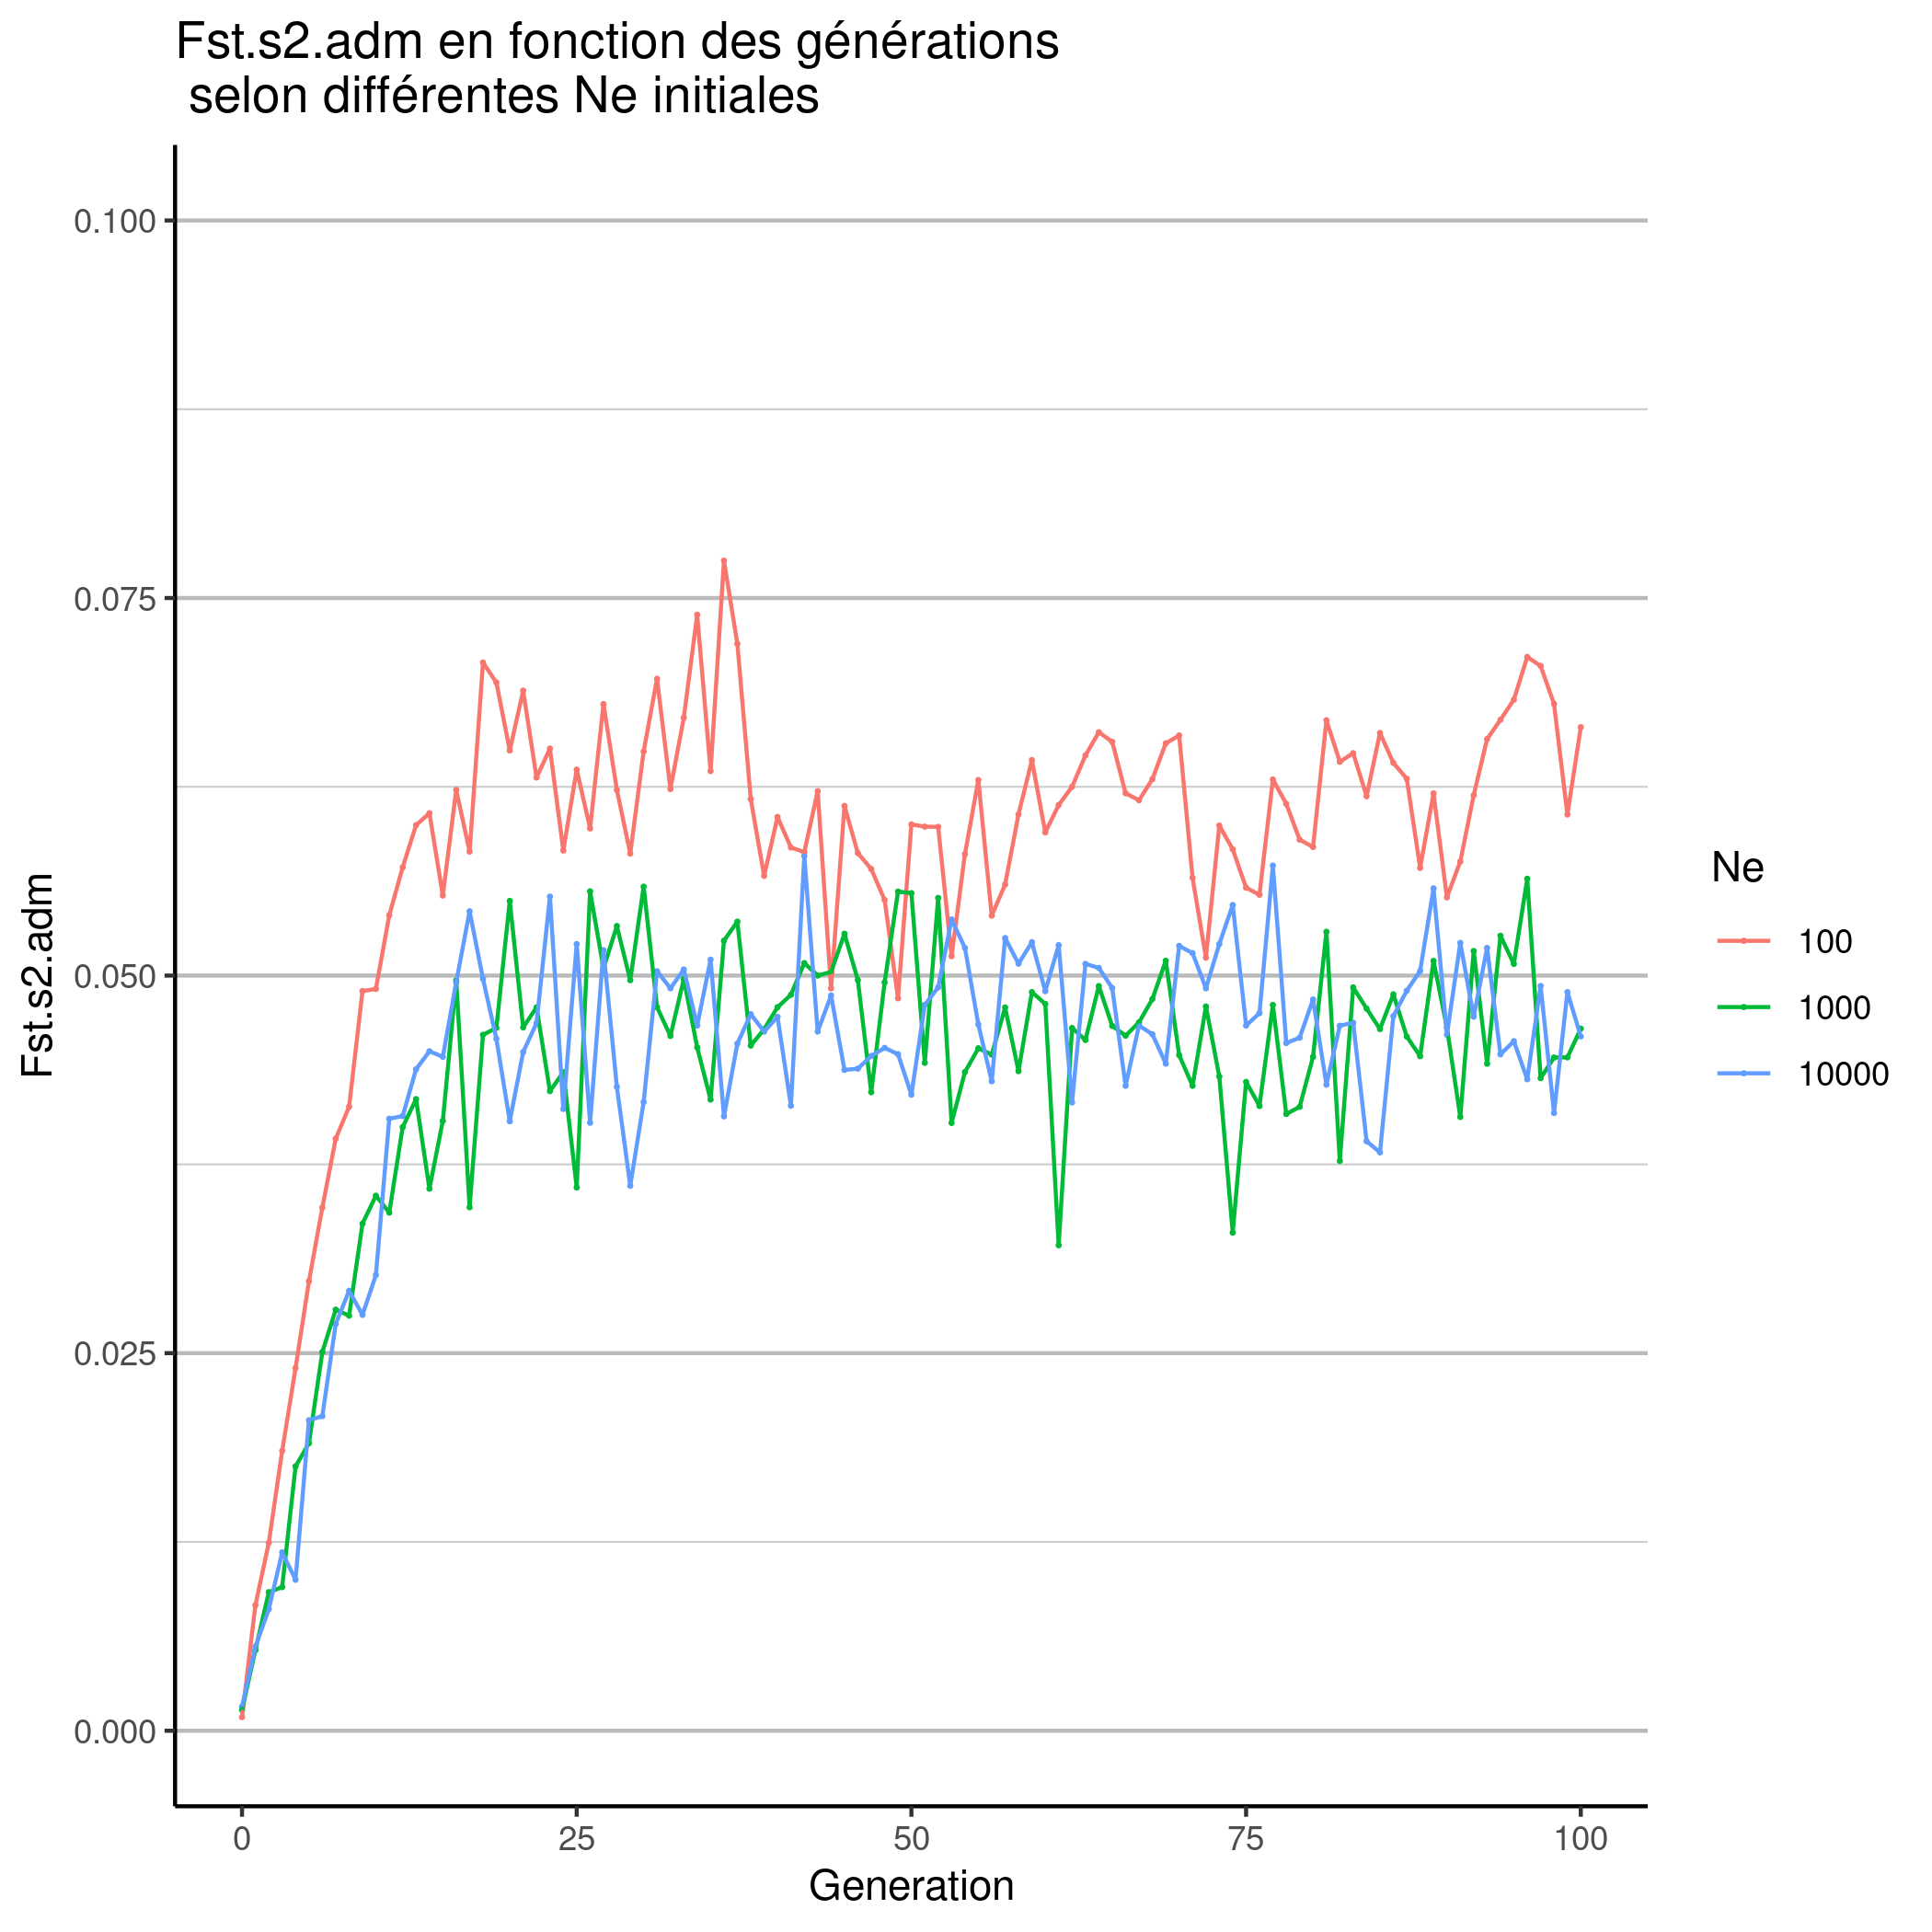 Fst.s2.adm en fonction des générations
selon différentes Ne initiales
0.100
0.075
0.050
0.025
0.000
Fst.s2.adm
0
25
50
75
100
Generation
Ne
100
1000
10000